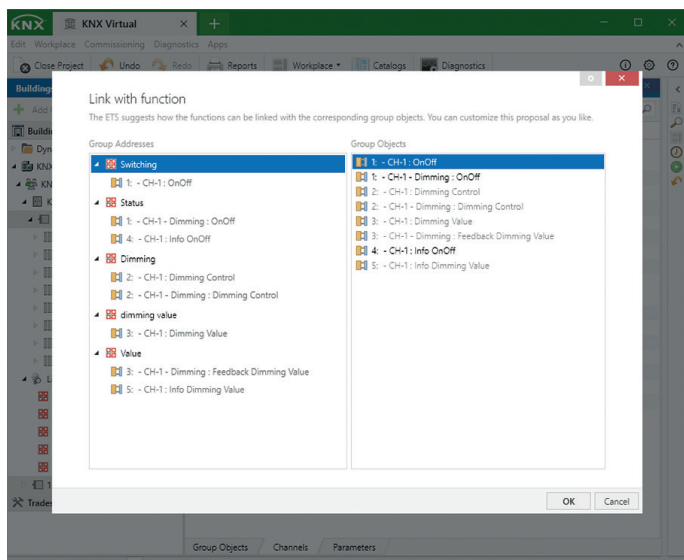 KNX
KNX Virtual × +
Edit Workplace Commissioning Diagnostics Apps
Close Project Undo Redo Reports Workplace Catalogs Diagnostics
Buildings
Link with function
The ETS suggests how the functions can be linked with the corresponding group objects. You can customize this proposal as you like.
Group Addresses
Switching
1: - CH-1 : OnOff
Status
1: - CH-1 - Dimming : OnOff
4: - CH-1 : Info OnOff
Dimming
2: - CH-1 : Dimming Control
2: - CH-1 - Dimming : Dimming Control
dimming value
3: - CH-1 : Dimming Value
Value
3: - CH-1 - Dimming : Feedback Dimming Value
5: - CH-1 : Info Dimming Value
Group Objects
1: - CH-1 : OnOff
1: - CH-1 - Dimming : OnOff
2: - CH-1 : Dimming Control
2: - CH-1 - Dimming : Dimming Control
3: - CH-1 : Dimming Value
3: - CH-1 - Dimming : Feedback Dimming Value
4: - CH-1 : Info OnOff
5: - CH-1 : Info Dimming Value
OK Cancel
Trades
Group Objects Channels Parameters